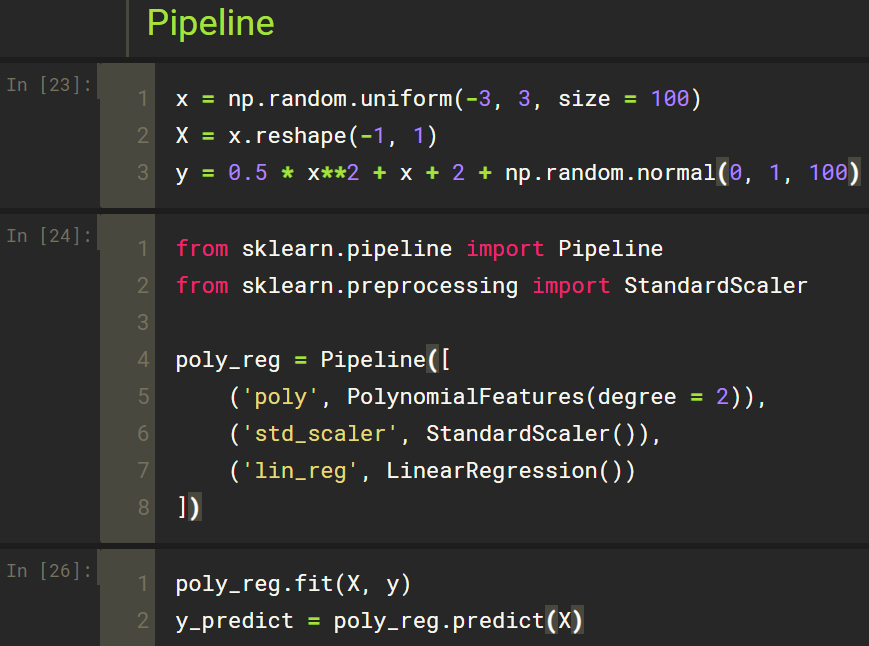 Pipeline
In [23]:
1 x = np.random.uniform(-3, 3, size = 100)
2 X = x.reshape(-1, 1)
3 y = 0.5 * x**2 + x + 2 + np.random.normal(0, 1, 100)
In [24]:
1 from sklearn.pipeline import Pipeline
2 from sklearn.preprocessing import StandardScaler
3
4 poly_reg = Pipeline([
5     ('poly', PolynomialFeatures(degree = 2)),
6     ('std_scaler', StandardScaler()),
7     ('lin_reg', LinearRegression())
8 ])
In [26]:
1 poly_reg.fit(X, y)
2 y_predict = poly_reg.predict(X)